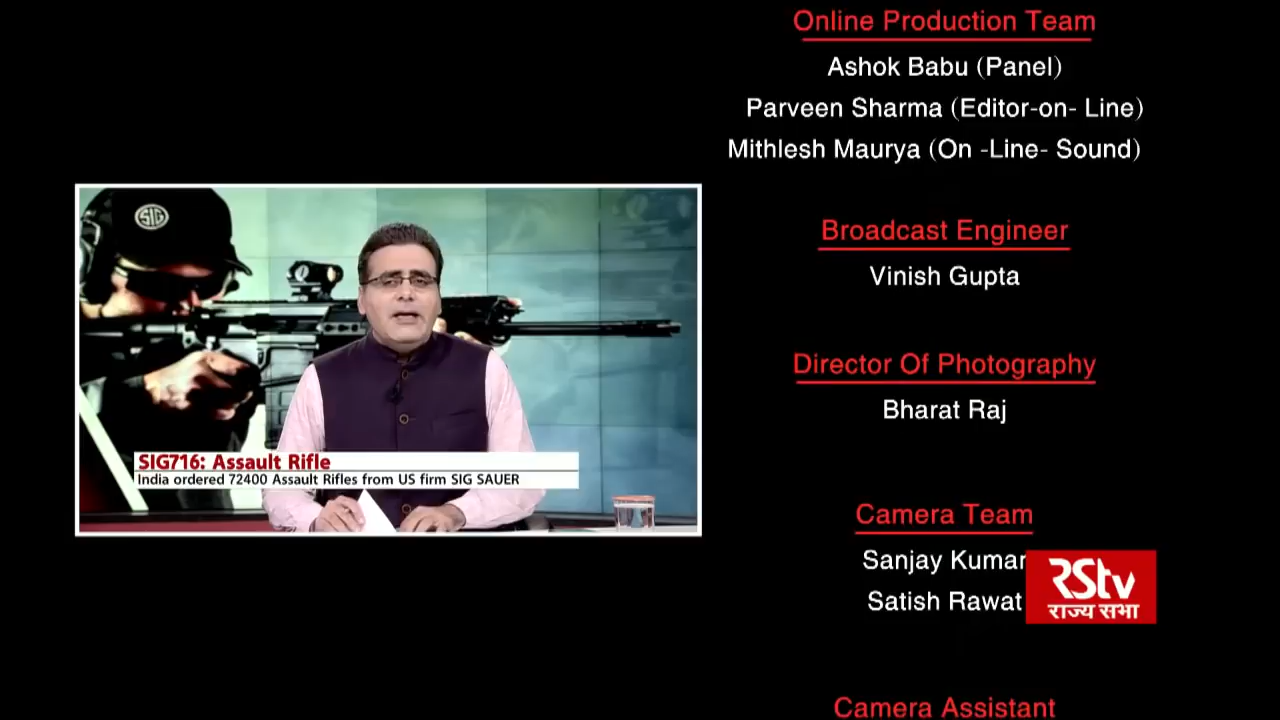 Online Production Team
Ashok Babu (Panel)
Parveen Sharma (Editor-on- Line)
Mithlesh Maurya (On -Line- Sound)
Broadcast Engineer
Vinish Gupta
Director Of Photography
Bharat Raj
Camera Team
Sanjay Kumar
Satish Rawat
Camera Assistant
SIG
SIG716: Assault Rifle
India ordered 72400 Assault Rifles from US firm SIG SAUER
RStv
राज्य सभा